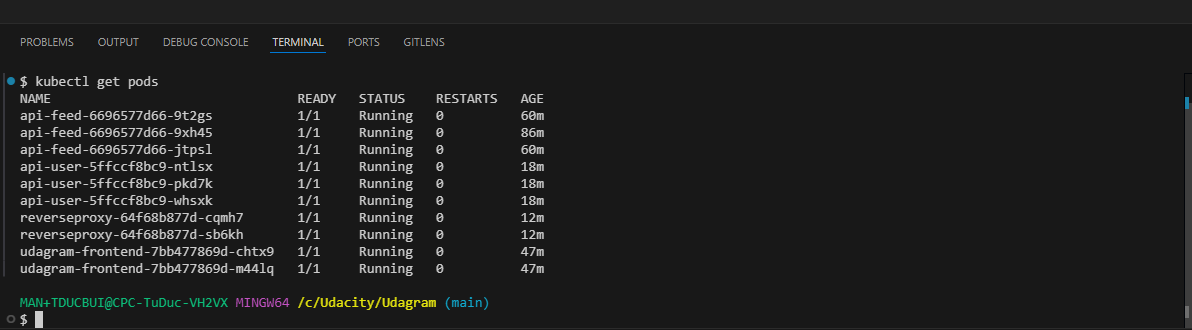 PROBLEMS OUTPUT DEBUG CONSOLE TERMINAL PORTS GITLENS
$ kubectl get pods
NAME READY STATUS RESTARTS AGE
api-feed-6696577d66-9t2gs 1/1 Running 0 60m
api-feed-6696577d66-9xh45 1/1 Running 0 86m
api-feed-6696577d66-jtpsl 1/1 Running 0 60m
api-user-5ffccf8bc9-ntlsx 1/1 Running 0 18m
api-user-5ffccf8bc9-pkd7k 1/1 Running 0 18m
api-user-5ffccf8bc9-whsxk 1/1 Running 0 18m
reverseproxy-64f68b877d-cqmh7 1/1 Running 0 12m
reverseproxy-64f68b877d-sb6kh 1/1 Running 0 12m
udagram-frontend-7bb477869d-chtx9 1/1 Running 0 47m
udagram-frontend-7bb477869d-m44lq 1/1 Running 0 47m
MAN+TDUCBUI@CPC-TuDuc-VH2VX MINGW64 /c/Udacity/Udagram (main)
$